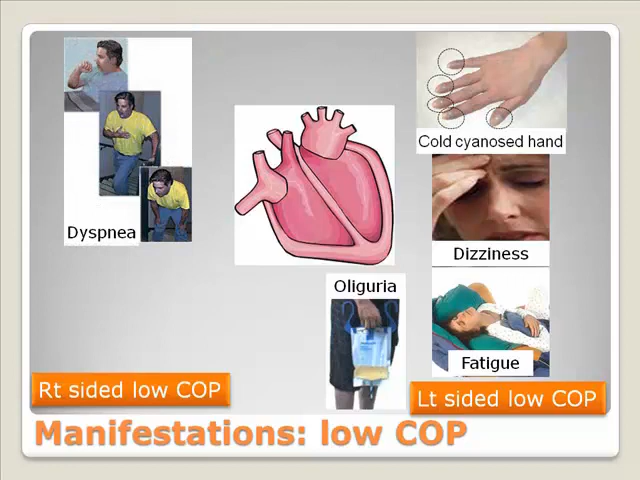 Cold cyanosed hand
Dyspnea
Dizziness
Oliguria
Fatigue
Rt sided low COP
Lt sided low COP
Manifestations: low COP